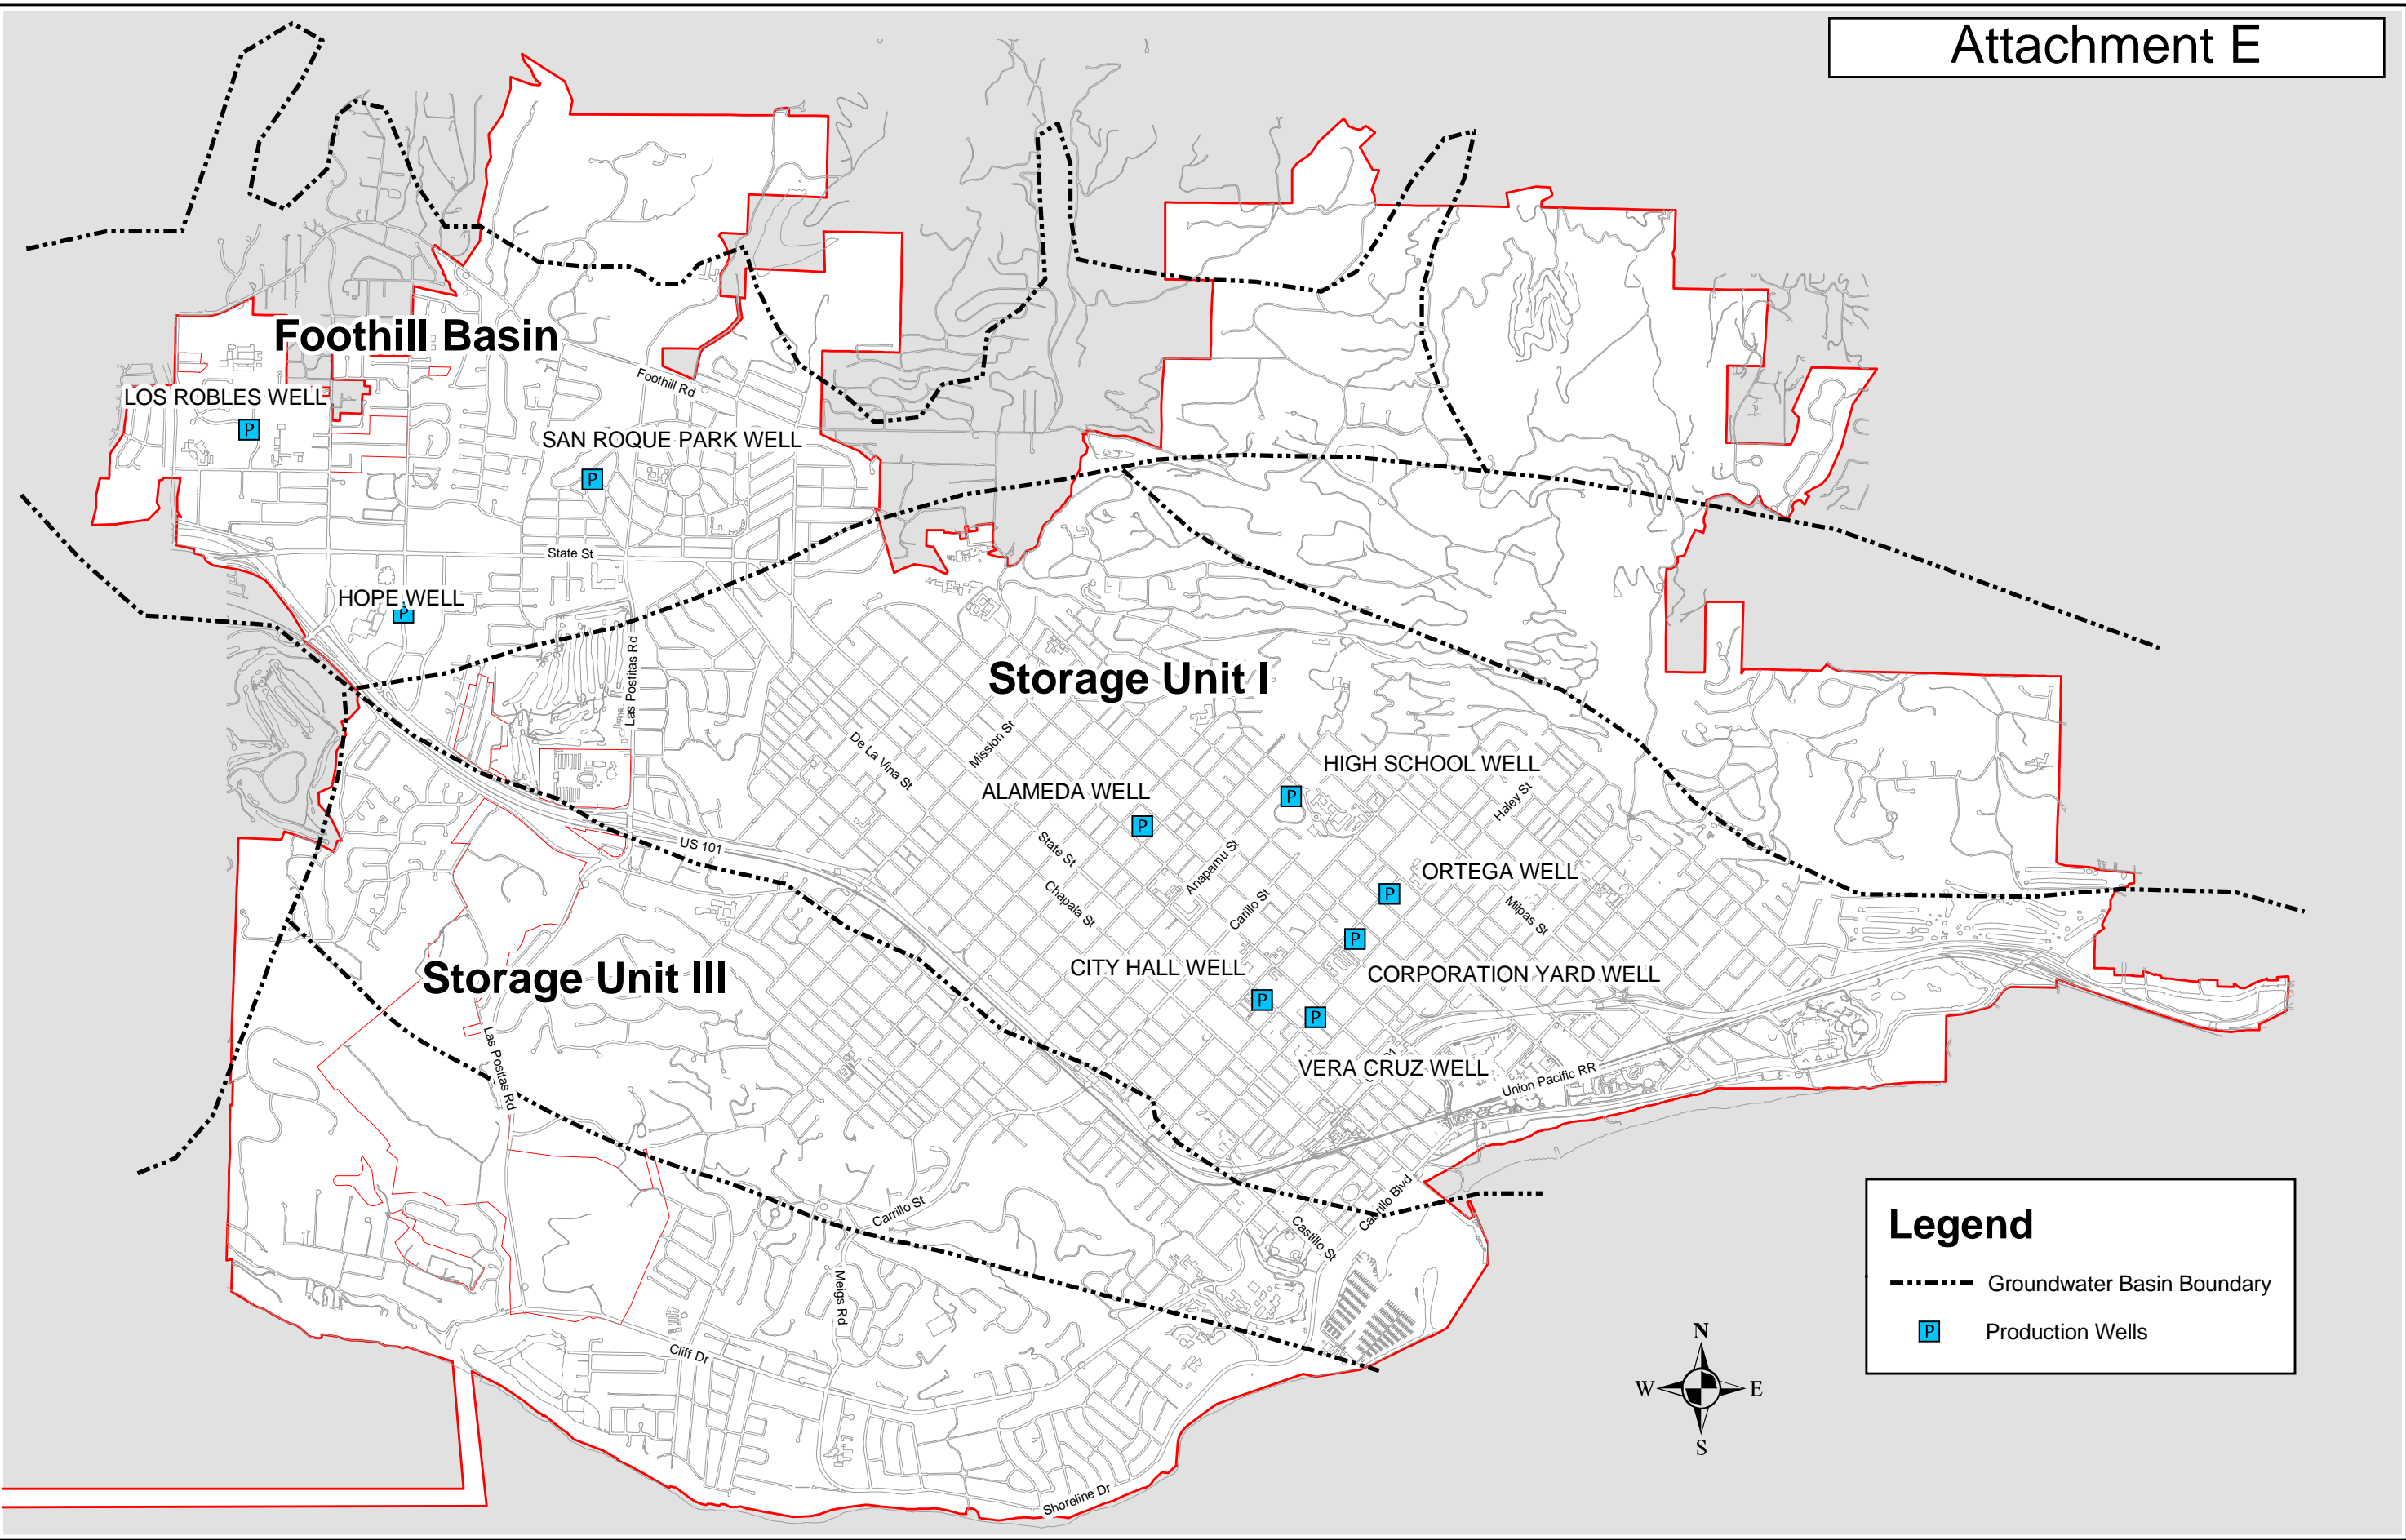 Attachment E
Foothill Basin
LOS ROBLES WELL
P
Foothill Rd
SAN ROQUE PARK WELL
P
State St
HOPE WELL
P
Las Postitas Rd
Storage Unit I
De La Vina St
Mission St
HIGH SCHOOL WELL
P
ALAMEDA WELL
P
Haley St
US 101
State St
Anapamu St
ORTEGA WELL
P
Chapala St
Carillo St
Milpas St
P
CITY HALL WELL
P
CORPORATION YARD WELL
Storage Unit III
P
VERA CRUZ WELL
Las Positas Rd
Union Pacific RR
Carrillo St
Castillo St
Cabrillo Blvd
Meigs Rd
Cliff Dr
Shoreline Dr
Legend
Groundwater Basin Boundary
P Production Wells
N
W E
S